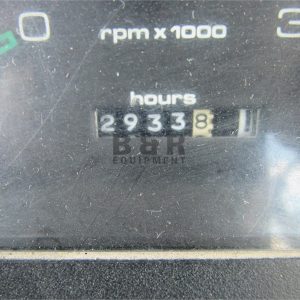 0 rpm x 1000 3
hours
29338
B & R
EQUIPMENT